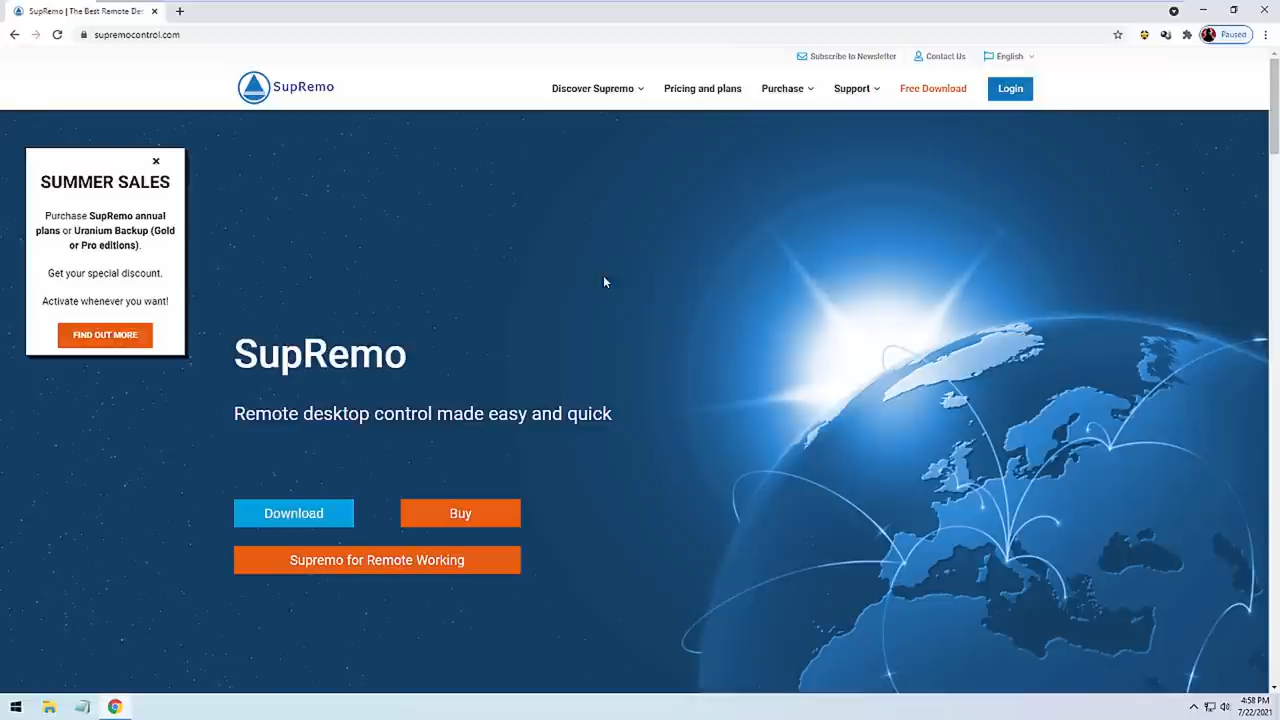 SupRemo | The Best Remote De
supremocontrol.com
Paused
Subscribe to Newsletter
Contact Us
English
SupRemo
Discover Supremo
Pricing and plans
Purchase
Support
Free Download
Login
SUMMER SALES
Purchase SupRemo annual
plans or Uranium Backup (Gold
or Pro editions).
Get your special discount.
Activate whenever you want!
FIND OUT MORE
SupRemo
Remote desktop control made easy and quick
Download
Buy
Supremo for Remote Working
4:58 PM
7/22/2021